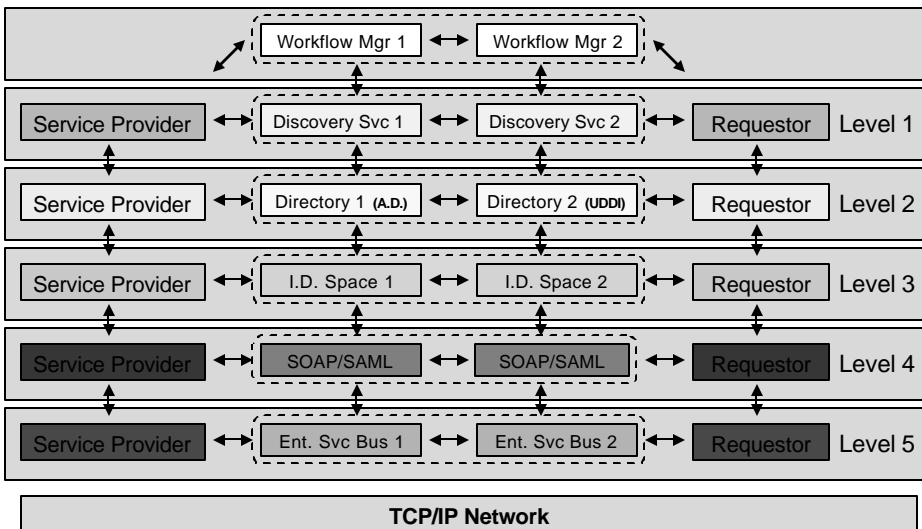 Workflow Mgr 1 Workflow Mgr 2
Service Provider Discovery Svc 1 Discovery Svc 2 Requestor Level 1
Service Provider Directory 1 (A.D.) Directory 2 (UDDI) Requestor Level 2
Service Provider I.D. Space 1 I.D. Space 2 Requestor Level 3
Service Provider SOAP/SAML SOAP/SAML Requestor Level 4
Service Provider Ent. Svc Bus 1 Ent. Svc Bus 2 Requestor Level 5
TCP/IP Network